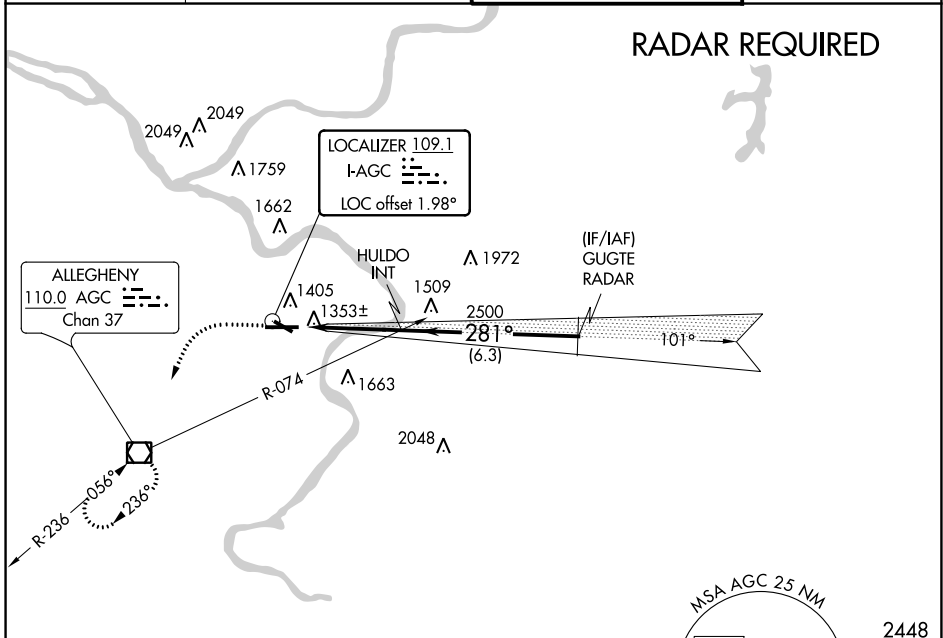 RADAR REQUIRED
2049
2049
1759
LOCALIZER 109.1
I-AGC
LOC offset 1.98°
1662
HULDO
INT
1972
(IF/IAF)
GUGTE
RADAR
ALLEGHENY
110.0 AGC
Chan 37
1405
1353±
1509
2500
281°
(6.3)
101°
R-074
1663
2048
R-236
056°
236°
MSA AGC 25 NM
2448